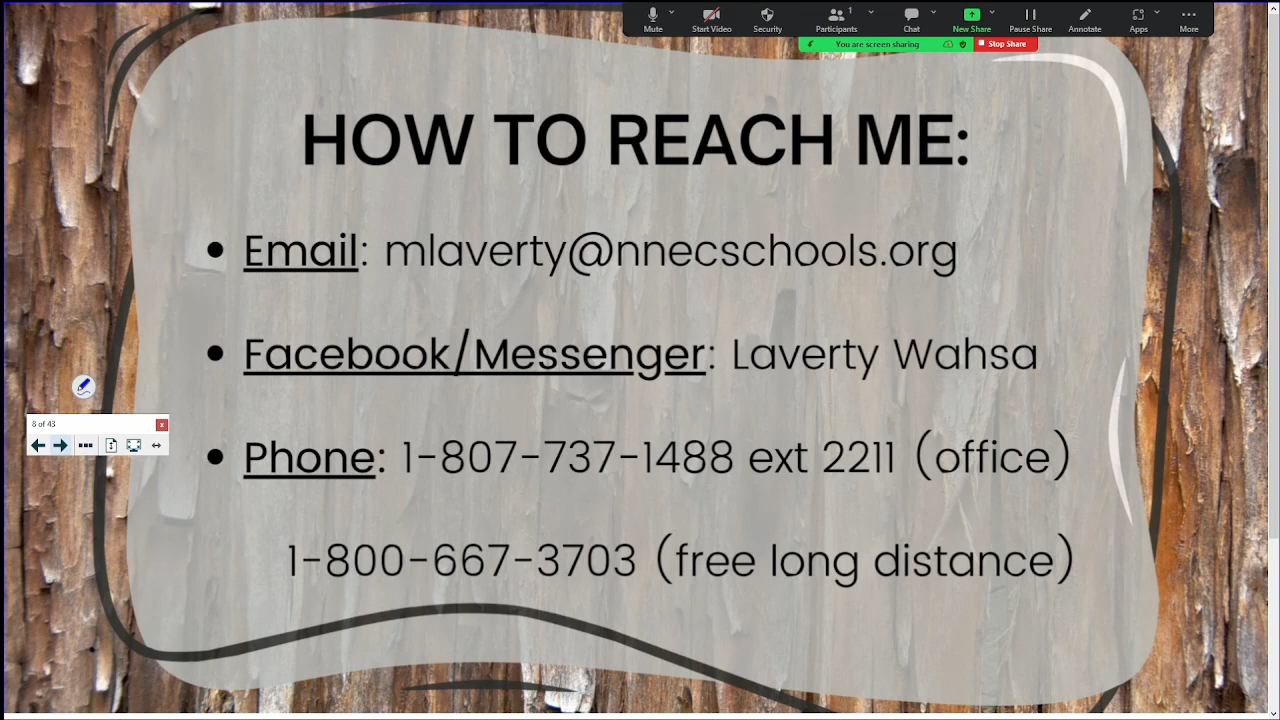 Mute
Start Video
Security
Participants
1
Chat
New Share
Pause Share
Annotate
Apps
More
You are screen sharing
Stop Share
HOW TO REACH ME:
Email: mlaverty@nnecschools.org
Facebook/Messenger: Laverty Wahsa
8 of 43
Phone: 1-807-737-1488 ext 2211 (office)
1-800-667-3703 (free long distance)